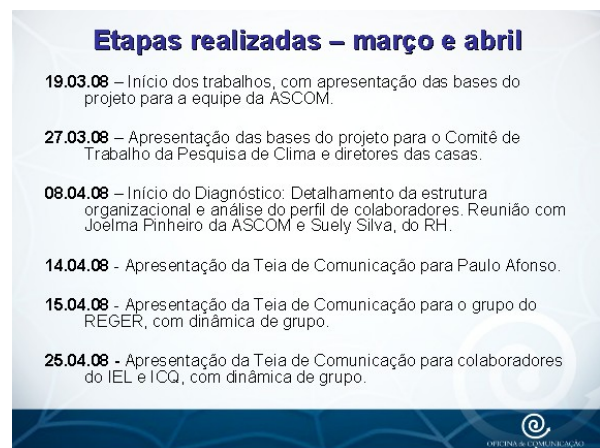 Etapas realizadas – março e abril
19.03.08 – Início dos trabalhos, com apresentação das bases do
projeto para a equipe da ASCOM.
27.03.08 – Apresentação das bases do projeto para o Comitê de
Trabalho da Pesquisa de Clima e diretores das casas.
08.04.08 – Início do Diagnóstico: Detalhamento da estrutura
organizacional e análise do perfil de colaboradores. Reunião com
Joelma Pinheiro da ASCOM e Suely Silva, do RH.
14.04.08 - Apresentação da Teia de Comunicação para Paulo Afonso.
15.04.08 - Apresentação da Teia de Comunicação para o grupo do
REGER, com dinâmica de grupo.
25.04.08 - Apresentação da Teia de Comunicação para colaboradores
do IEL e ICQ, com dinâmica de grupo.
OFICINA de COMUNICAÇÃO